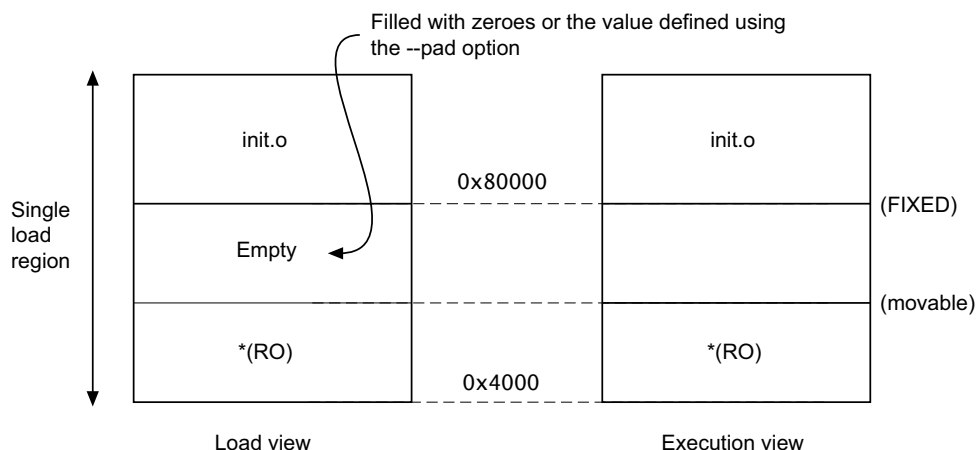 Filled with zeroes or the value defined using
the --pad option
init.o
init.o
0x80000
(FIXED)
Single
load
region
Empty
(movable)
*(RO)
*(RO)
0x4000
Load view
Execution view